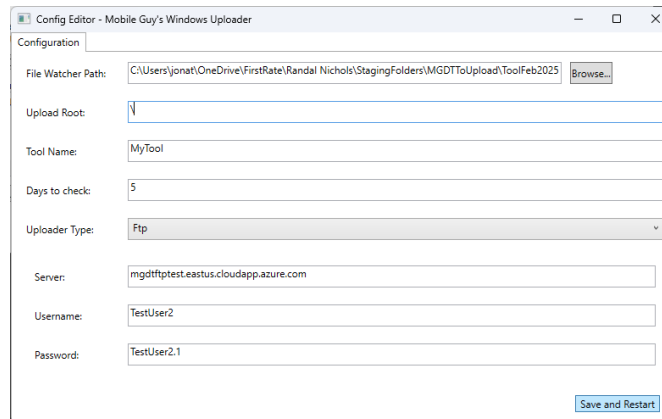 Config Editor - Mobile Guy's Windows Uploader
Configuration
File Watcher Path: C:\Users\jonat\OneDrive\FirstRate\Randal Nichols\StagingFolders\MGDTToUpload\ToolFeb2025 Browse...
Upload Root: \
Tool Name: MyTool
Days to check: 5
Uploader Type: Ftp
Server: mgdtftptest.eastus.cloudapp.azure.com
Username: TestUser2
Password: TestUser2.1
Save and Restart